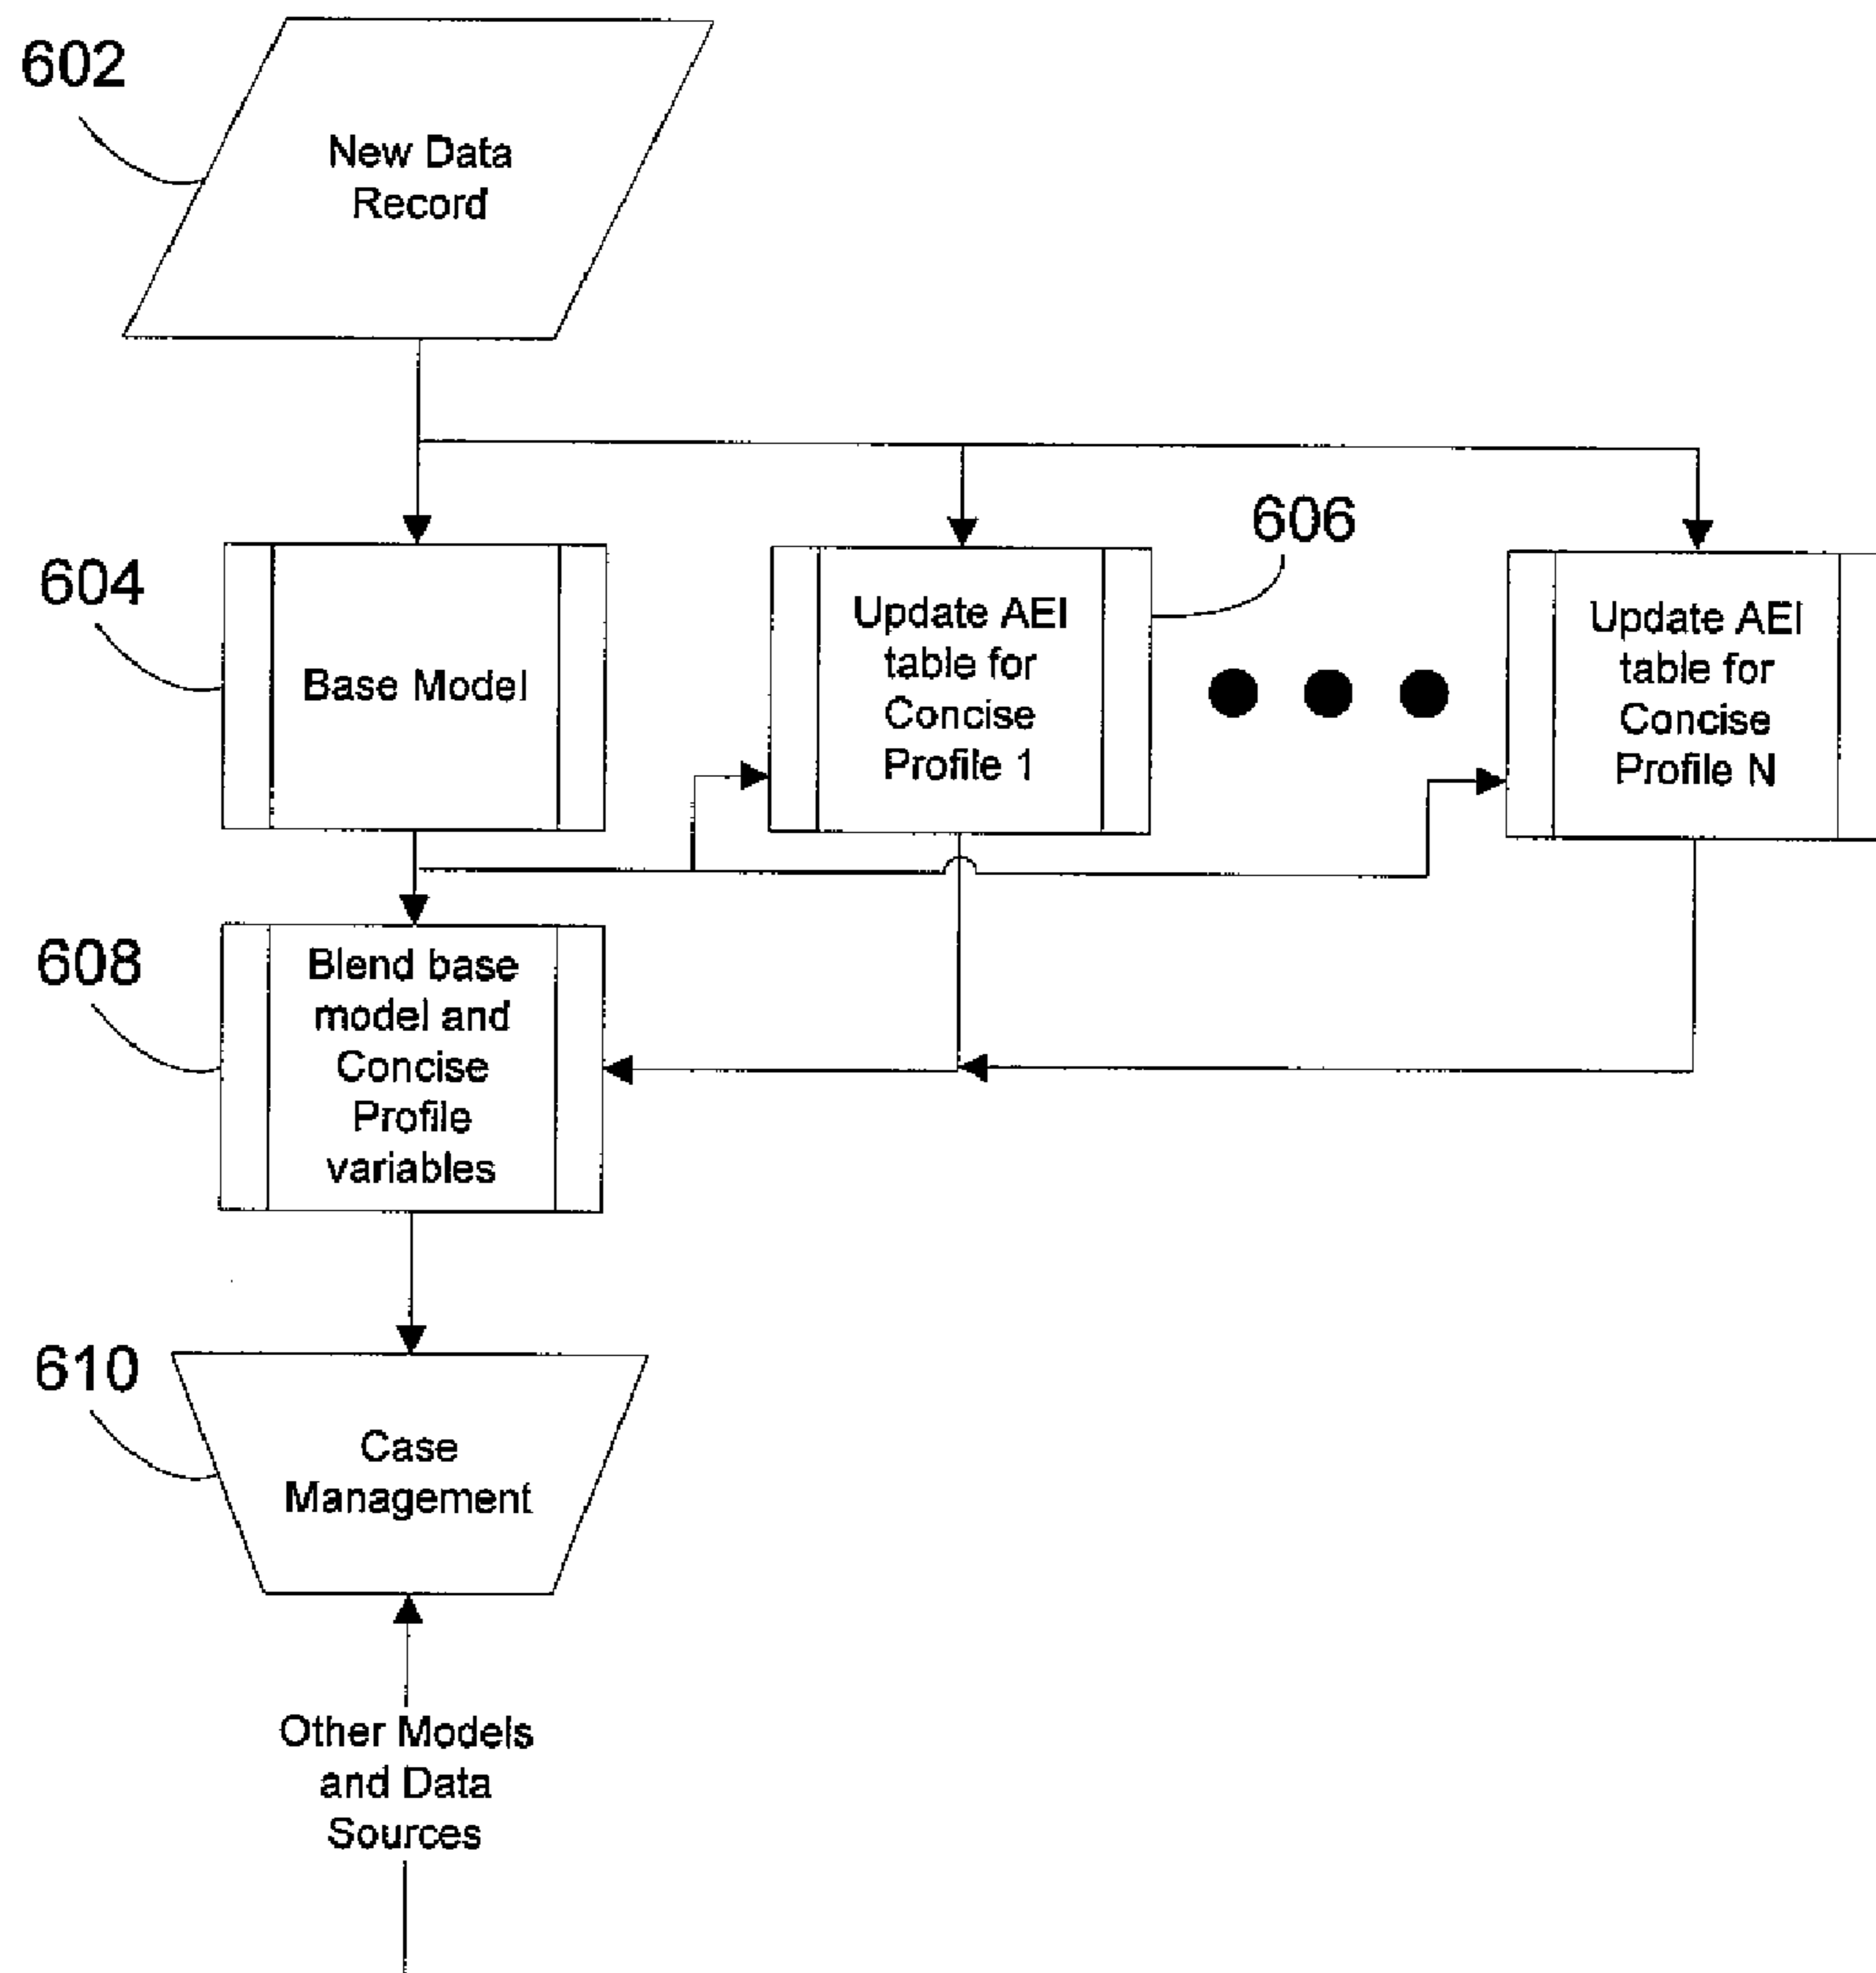 602
New Data
Record
604
Base Model
606
Update AEI
table for
Concise
Profile 1
Update AEI
table for
Concise
Profile N
608
Blend base
model and
Concise
Profile
variables
610
Case
Management
Other Models
and Data
Sources